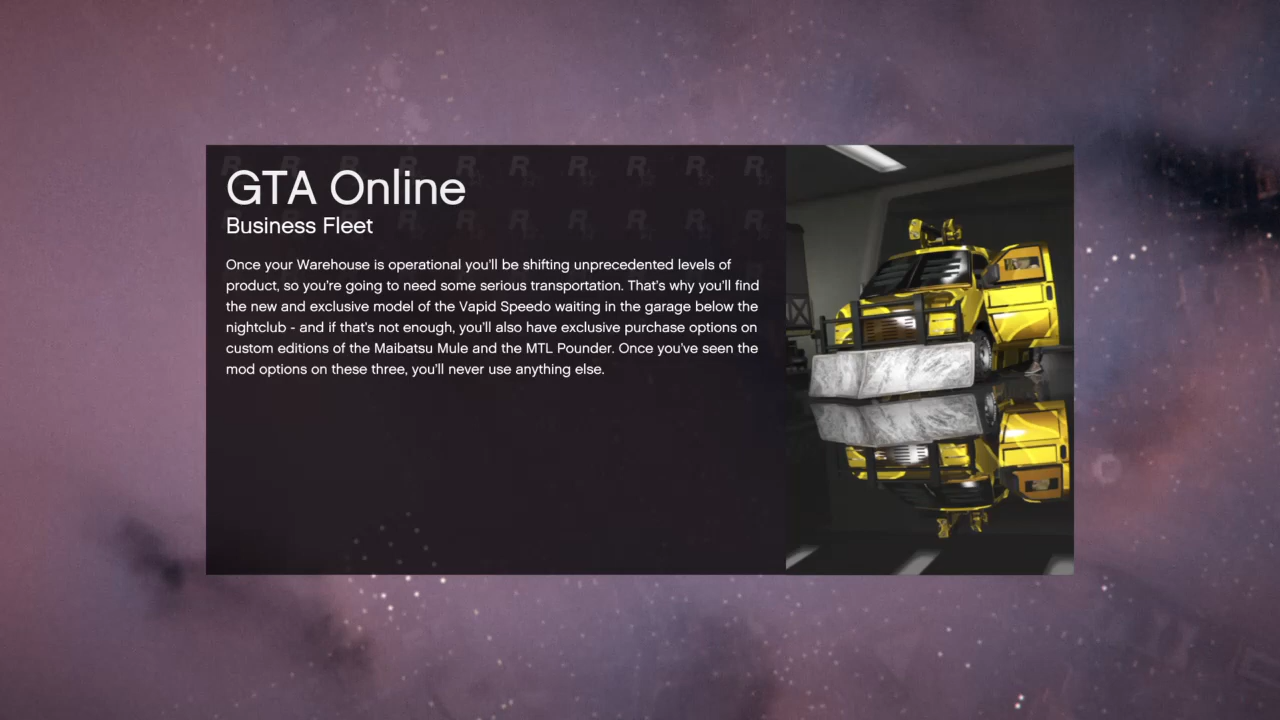 GTA Online
Business Fleet
Once your Warehouse is operational you'll be shifting unprecedented levels of
product, so you're going to need some serious transportation. That's why you'll find
the new and exclusive model of the Vapid Speedo waiting in the garage below the
nightclub - and if that's not enough, you'll also have exclusive purchase options on
custom editions of the Maibatsu Mule and the MTL Pounder. Once you've seen the
mod options on these three, you'll never use anything else.